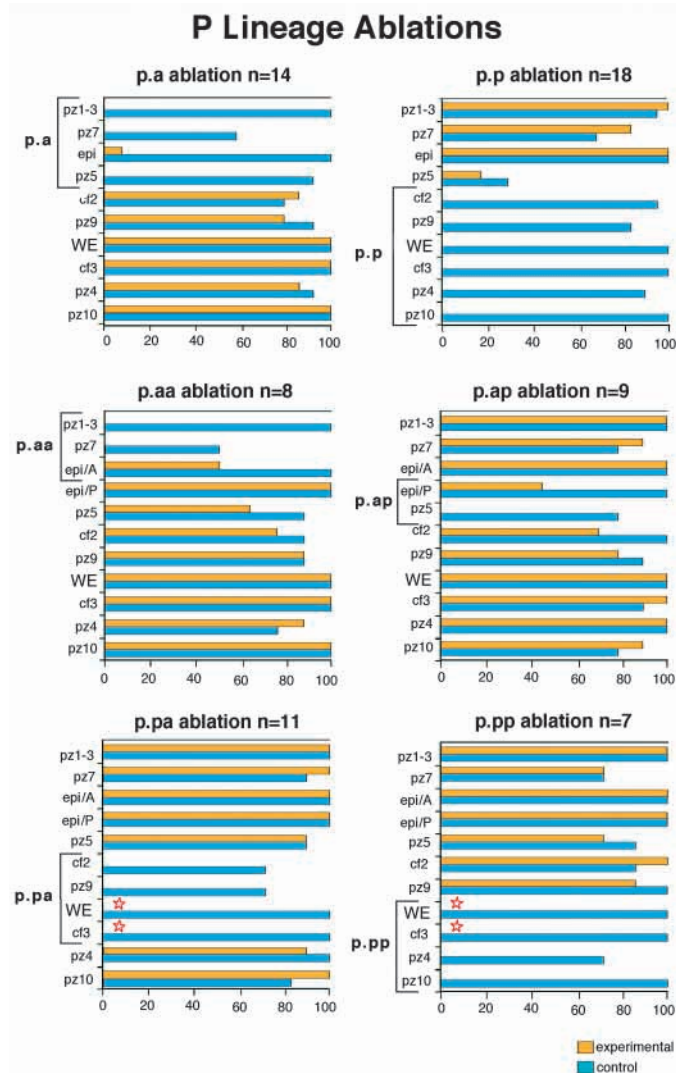 P Lineage Ablations
p.a ablation n=14
pz1-3
pz7
epi
pz5
cf2
pz9
WE
cf3
pz4
pz10
p.a
0 20 40 60 80 100
p.p ablation n=18
pz1-3
pz7
epi
pz5
cf2
pz9
WE
cf3
pz4
pz10
p.p
0 20 40 60 80 100
p.aa ablation n=8
pz1-3
pz7
epi/A
epi/P
pz5
cf2
pz9
WE
cf3
pz4
pz10
p.aa
0 20 40 60 80 100
p.ap ablation n=9
pz1-3
pz7
epi/A
epi/P
pz5
cf2
pz9
WE
cf3
pz4
pz10
p.ap
0 20 40 60 80 100
p.pa ablation n=11
pz1-3
pz7
epi/A
epi/P
pz5
cf2
pz9
WE
cf3
pz4
pz10
p.pa
0 20 40 60 80 100
p.pp ablation n=7
pz1-3
pz7
epi/A
epi/P
pz5
cf2
pz9
WE
cf3
pz4
pz10
p.pp
0 20 40 60 80 100
experimental
control